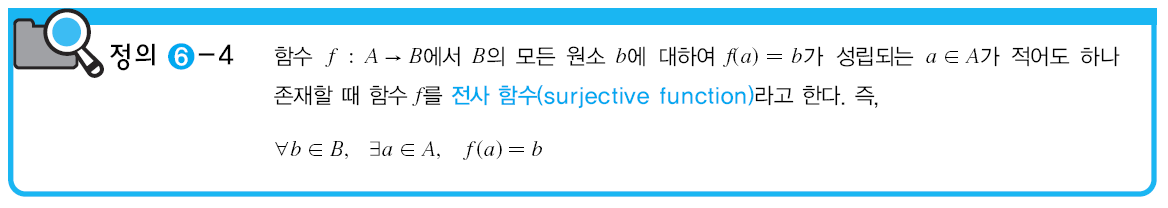 정의 6-4
함수 f : A → B에서 B의 모든 원소 b에 대하여 f(a) = b가 성립되는 a ∈ A가 적어도 하나
존재할 때 함수 f를 전사 함수(surjective function)라고 한다. 즉,
∀b ∈ B, ∃a ∈ A, f(a) = b